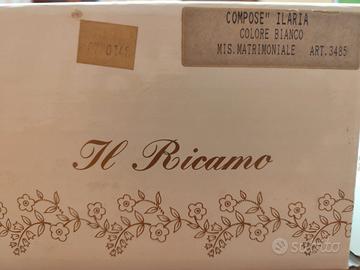 COMPOSE" ILARIA
COLORE BIANCO
MIS.MATRIMONIALE ART.3485
Il Ricamo
subito